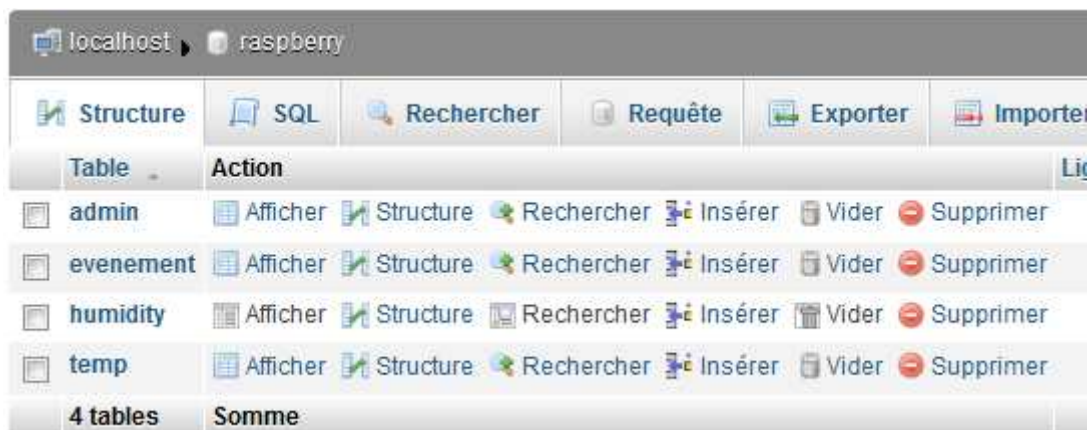 localhost raspberry
Structure SQL Rechercher Requête Exporter Importer
Table Action
admin Afficher Structure Rechercher Insérer Vider Supprimer
evenement Afficher Structure Rechercher Insérer Vider Supprimer
humidity Afficher Structure Rechercher Insérer Vider Supprimer
temp Afficher Structure Rechercher Insérer Vider Supprimer
4 tables Somme